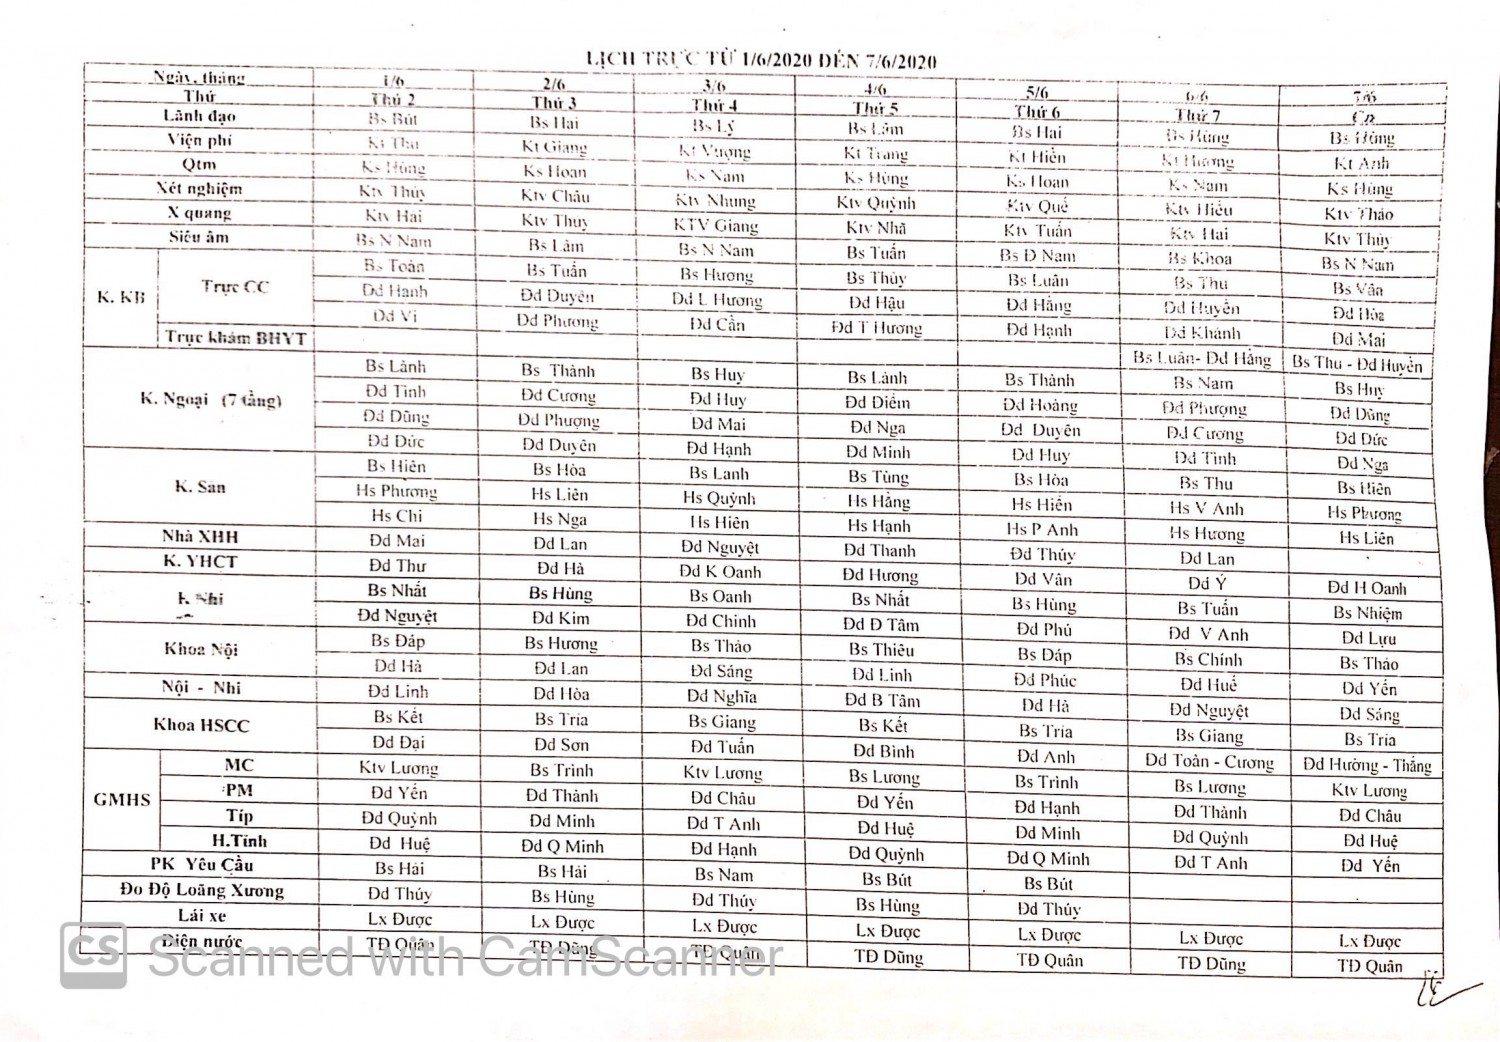 LỊCH TRỰC TỪ 1/6/2020 ĐẾN 7/6/2020
Ngày, tháng 1/6 2/6 3/6 4/6 5/6 6/6 7/6
Thứ Thứ 2 Thứ 3 Thứ 4 Thứ 5 Thứ 6 Thứ 7 Cn
Lãnh đạo Bs Bút Bs Hai Bs Lý Bs Lâm Bs Hai Bs Hùng Bs Hùng
Viện phí Kt Thu Kt Giang Kt Vượng Kt Trang Kt Hiền Kt Hương Kt Anh
Qtm Ks Hùng Ks Hoan Ks Nam Ks Hùng Ks Hoan Ks Nam Ks Hùng
Xét nghiệm Ktv Thúy Ktv Châu Ktv Nhung Ktv Quỳnh Ktv Quế Ktv Hiếu Ktv Thảo
X quang Ktv Hai Ktv Thuy KTV Giang Ktv Nhã Ktv Tuấn Ktv Hai Ktv Thủy
Siêu âm Bs N Nam Bs Lâm Bs N Nam Bs Tuấn Bs Đ Nam Bs Khoa Bs N Nam
K. KB Trực CC Bs Toàn Bs Tuấn Bs Hương Bs Thủy Bs Luân Bs Thu Bs Vân
Đd Hạnh Đd Duyên Đd L Hương Đd Hậu Đd Hằng Đd Huyền Đd Hòa
Đd Vi Đd Phương Đd Cần Đd T Hương Đd Hạnh Đd Khánh Đd Mai
Trực khám BHYT Bs Luân- Đd Hằng Bs Thu - Đd Huyền
K. Ngoại (7 tầng) Bs Lành Bs Thành Bs Huy Bs Lành Bs Thành Bs Nam Bs Huy
Đd Tình Đd Cương Đd Huy Đd Điểm Đd Hoàng Đd Phượng Đd Dũng
Đd Dũng Đd Phượng Đd Mai Đd Nga Đd Duyên Đd Cương Đd Đức
Đd Đức Đd Duyên Đd Hạnh Đd Minh Đd Huy Đd Tình Đd Nga
K. Sản Bs Hiên Bs Hòa Bs Lanh Bs Tùng Bs Hòa Bs Thu Bs Hiên
Hs Phương Hs Liên Hs Quỳnh Hs Hằng Hs Hiền Hs V Anh Hs Phương
Hs Chi Hs Nga Hs Hiên Hs Hạnh Hs P Anh Hs Hương Hs Liên
Nhà XHH Đd Mai Đd Lan Đd Nguyệt Đd Thanh Đd Thúy Đd Lan
K. YHCT Đd Thư Đd Hà Đd K Oanh Đd Hương Đd Vân Đd Ý Đd H Oanh
K Nhi Bs Nhất Bs Hùng Bs Oanh Bs Nhất Bs Hùng Bs Tuấn Bs Nhiệm
Đd Nguyệt Đd Kim Đd Chinh Đd Đ Tâm Đd Phú Đd V Anh Đd Lựu
Khoa Nội Bs Đáp Bs Hương Bs Thảo Bs Thiêu Bs Đáp Bs Chính Bs Thảo
Đd Hà Đd Lan Đd Sáng Đd Linh Đd Phúc Đd Huế Đd Yến
Nội - Nhi Đd Linh Đd Hòa Đd Nghĩa Đd B Tâm Đd Hà Đd Nguyệt Đd Sáng
Khoa HSCC Bs Kết Bs Tria Bs Giang Bs Kết Bs Tria Bs Giang Bs Tria
Đd Đại Đd Sơn Đd Tuấn Đd Bình Đd Anh Đd Toàn - Cương Đd Hường - Thắng
GMHS MC Ktv Lương Bs Trình Ktv Lương Bs Lương Bs Trình Bs Lương Ktv Lương
PM Đd Yến Đd Thành Đd Châu Đd Yến Đd Hạnh Đd Thành Đd Châu
Típ Đd Quỳnh Đd Minh Đd T Anh Đd Huệ Đd Minh Đd Quỳnh Đd Huệ
H.Tỉnh Đd Huệ Đd Q Minh Đd Hạnh Đd Quỳnh Đd Q Minh Đd T Anh Đd Yến
PK Yêu Cầu Bs Hải Bs Hải Bs Nam Bs Bút Bs Bút
Đo Độ Loãng Xương Đd Thúy Bs Hùng Đd Thúy Bs Hùng Đd Thúy
Lái xe Lx Được Lx Được Lx Được Lx Được Lx Được Lx Được Lx Được
Điện nước TĐ Quân TĐ Dũng TĐ Quân TĐ Dũng TĐ Quân TĐ Dũng TĐ Quân
CS Scanned with CamScanner